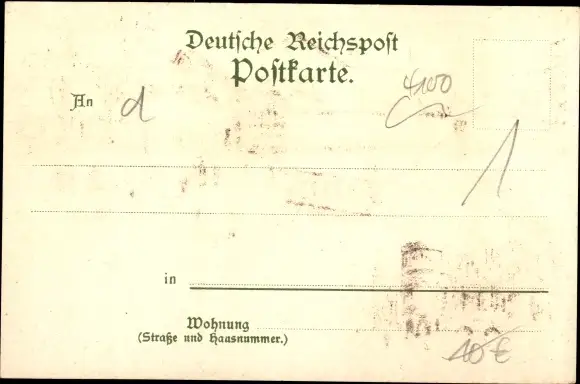 Deutsche Reichspost
Postkarte.
4100
An d
1
in
Wohnung
(Straße und Hausnummer.)
10 €